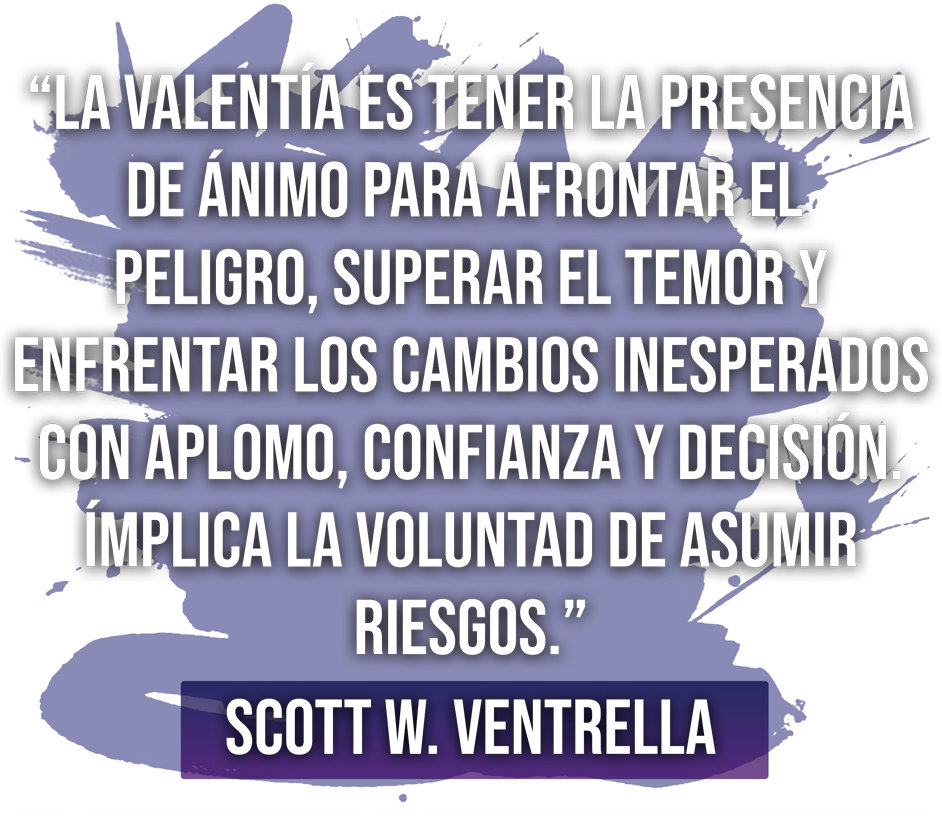 “LA VALENTÍA ES TENER LA PRESENCIA
DE ÁNIMO PARA AFRONTAR EL
PELIGRO, SUPERAR EL TEMOR Y
ENFRENTAR LOS CAMBIOS INESPERADOS
CON APLOMO, CONFIANZA Y DECISIÓN.
ÍMPLICA LA VOLUNTAD DE ASUMIR
RIESGOS.”
SCOTT W. VENTRELLA